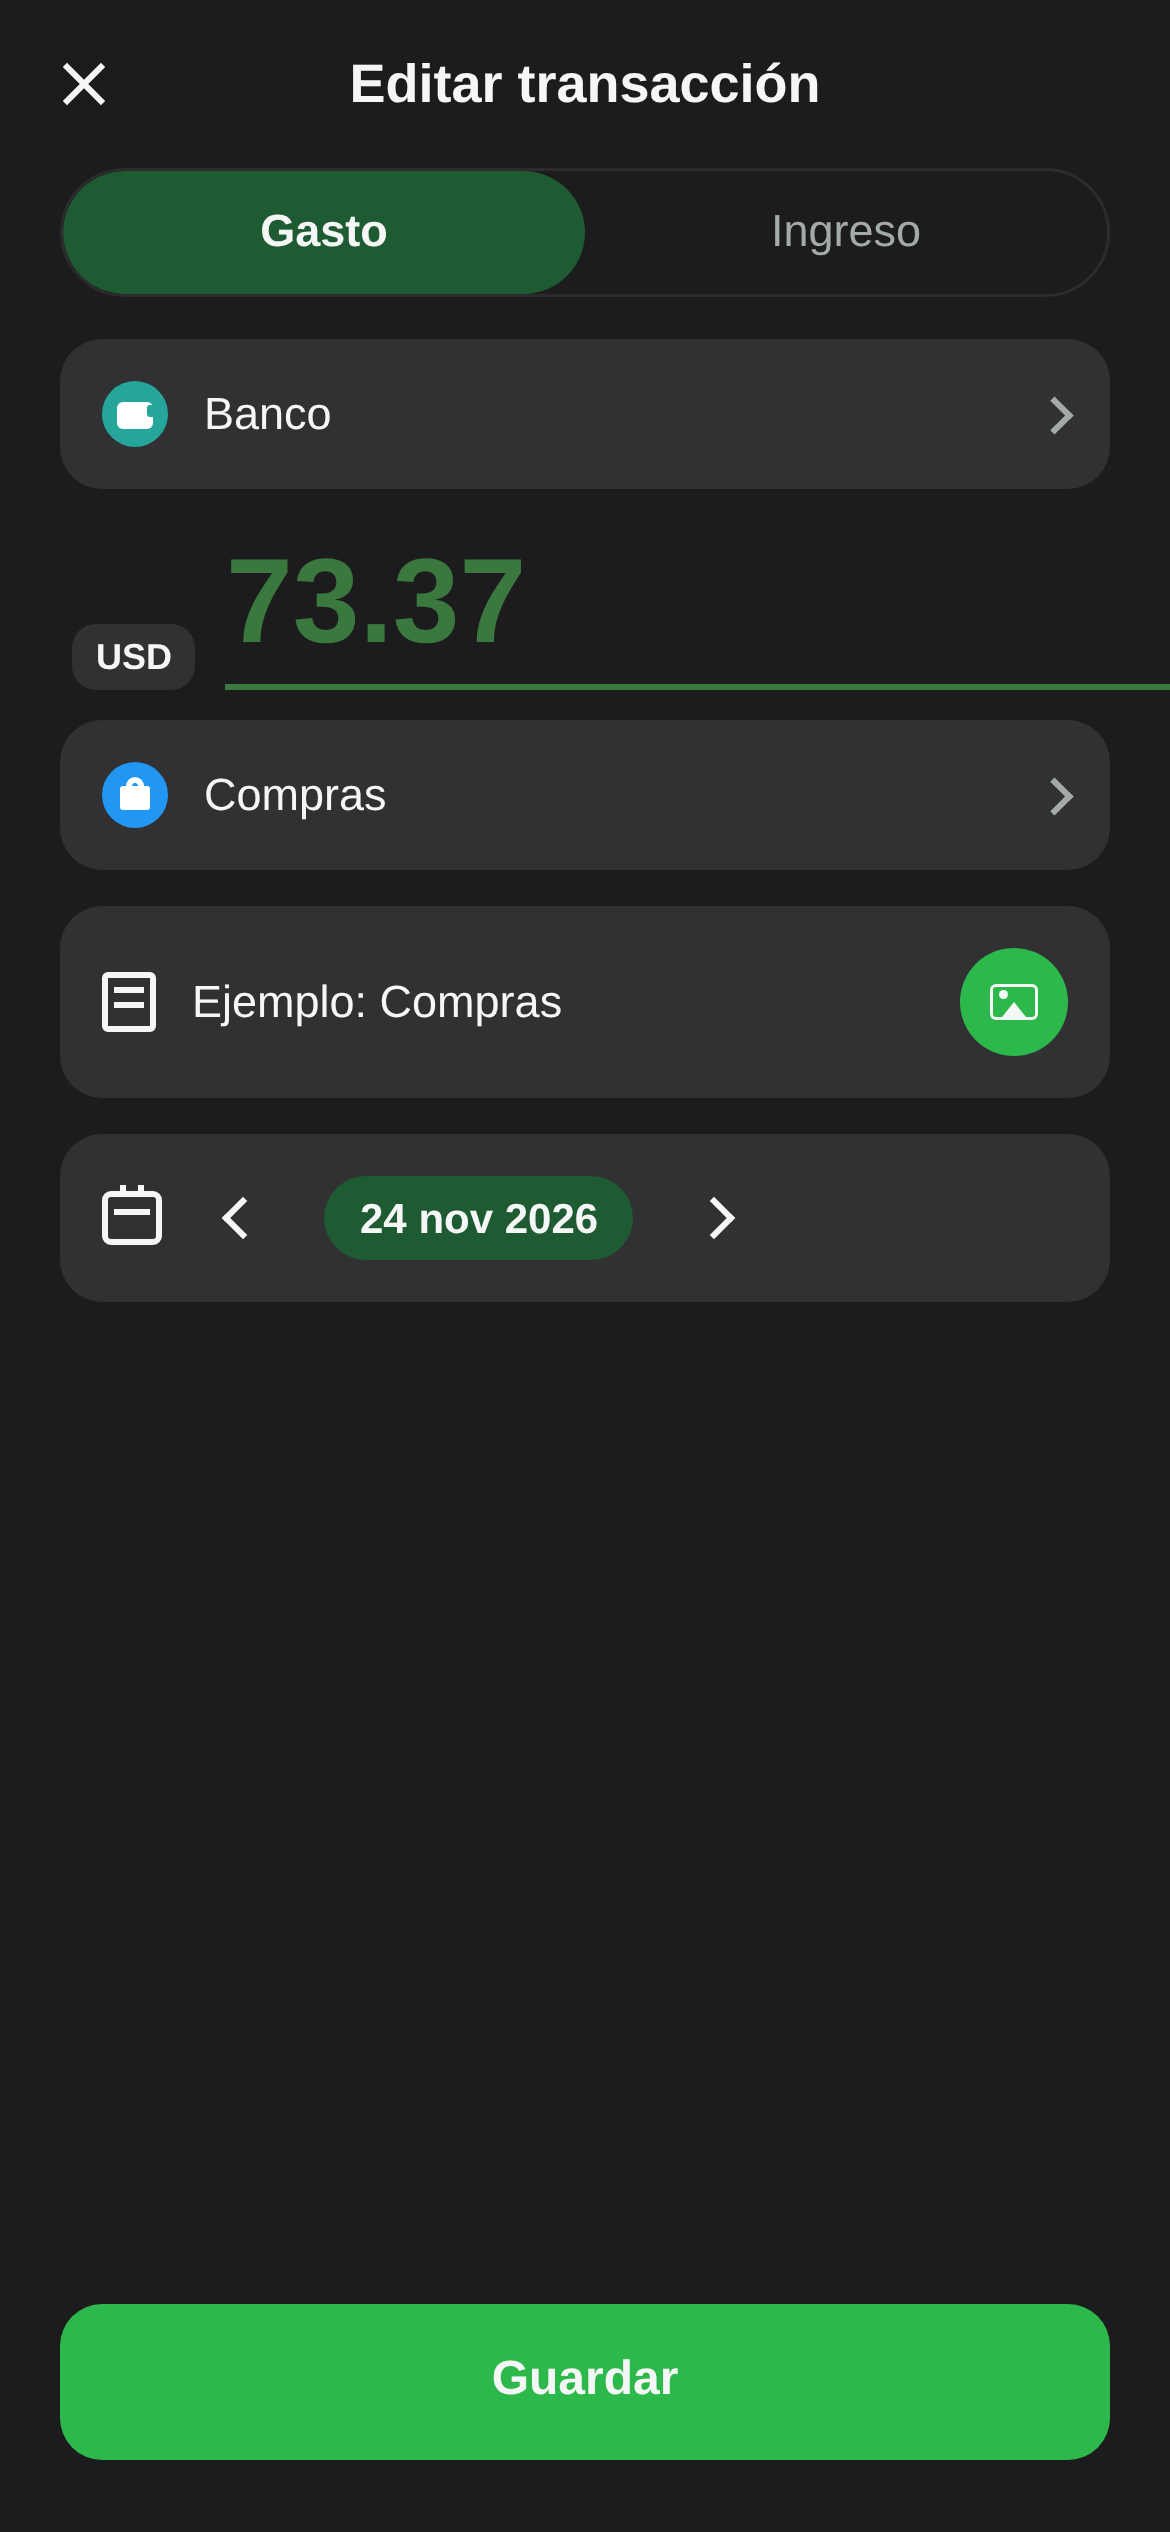 Editar transacción
Gasto
Ingreso
Banco
73.37
USD
Compras
Ejemplo: Compras
24 nov 2026
Guardar